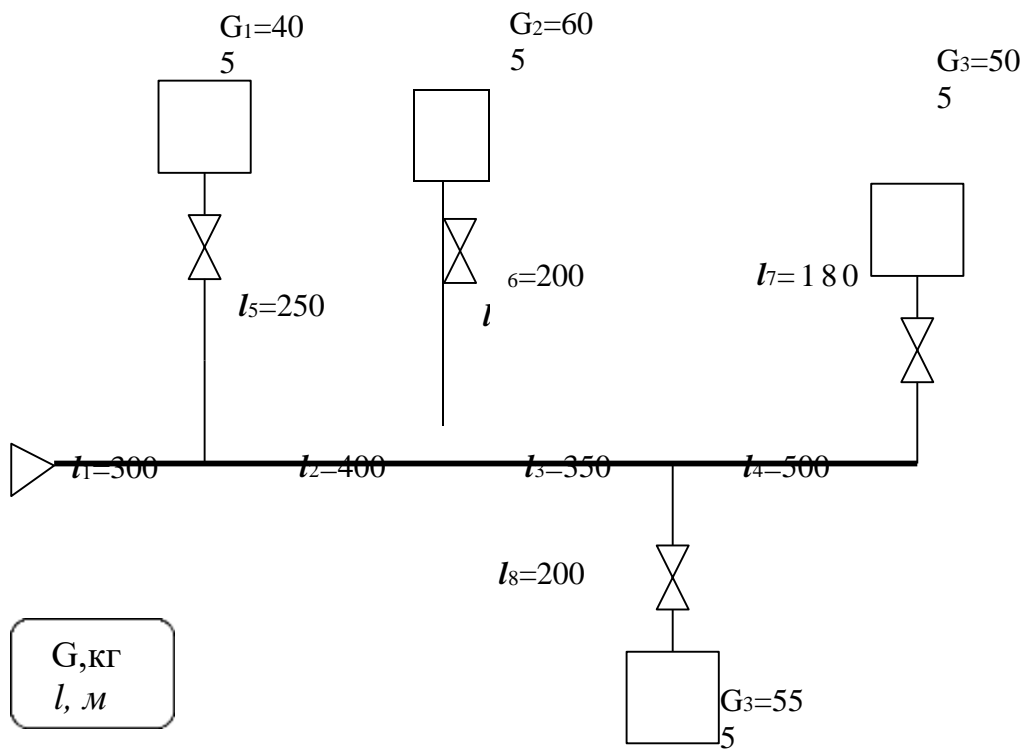 G₁=40
5
G₂=60
5
G₃=50
5
l₅=250
₆=200
l
l₇=180
l₁=300
l₂=400
l₃=350
l₄=500
l₈=200
G,кг
l, м
G₃=55
5